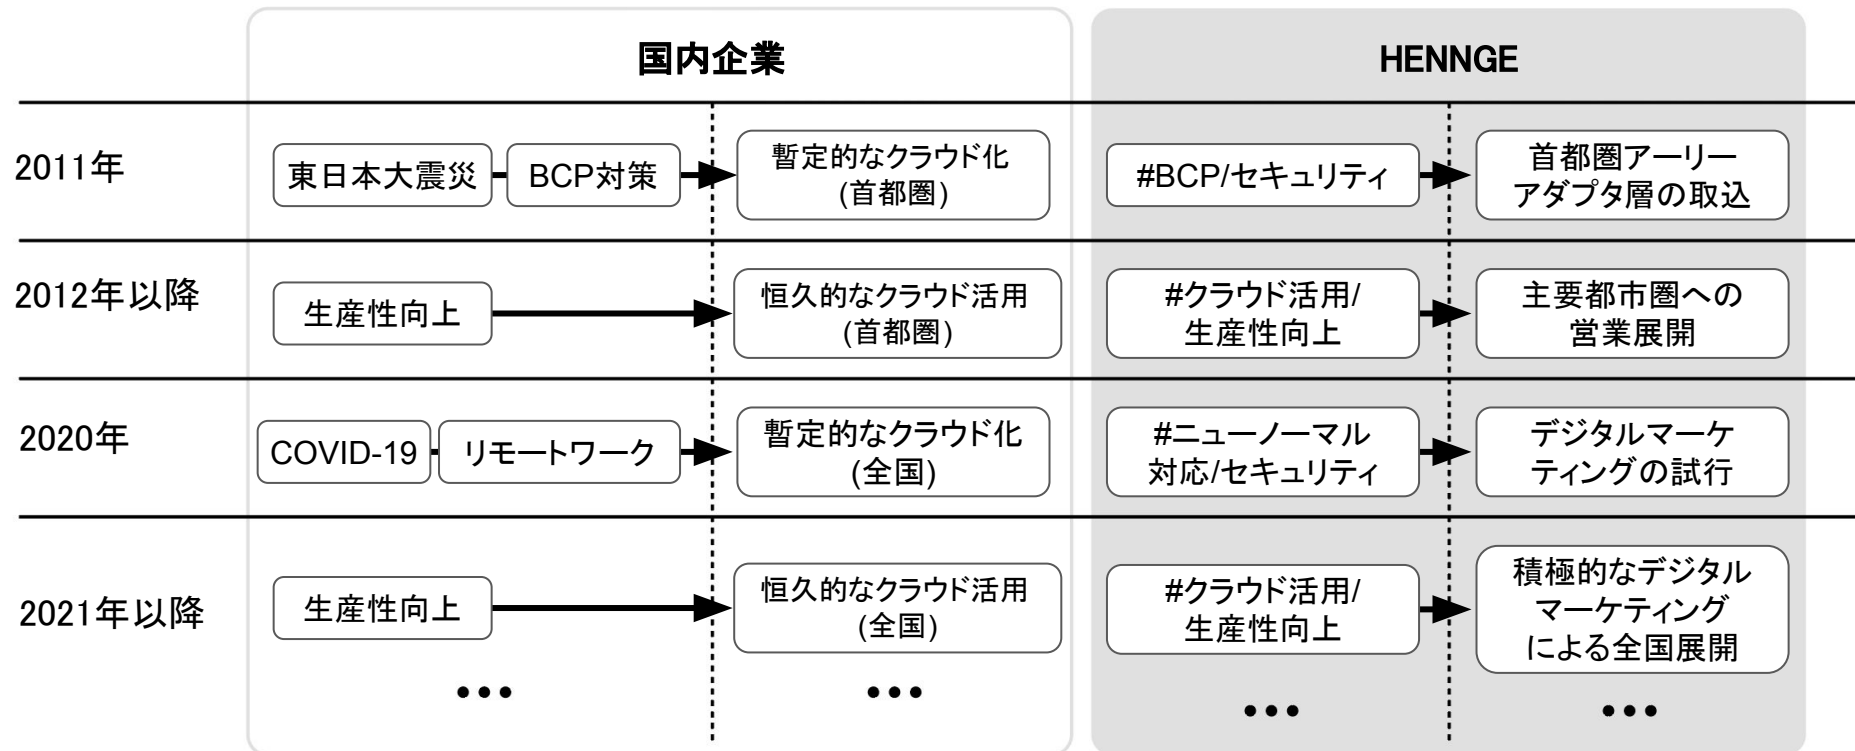 国内企業
HENNGE
2011年
東日本大震災
BCP対策
暫定的なクラウド化
(首都圏)
#BCP/セキュリティ
首都圏アーリー
アダプタ層の取込
2012年以降
生産性向上
恒久的なクラウド活用
(首都圏)
#クラウド活用/
生産性向上
主要都市圏への
営業展開
2020年
COVID-19
リモートワーク
暫定的なクラウド化
(全国)
#ニューノーマル
対応/セキュリティ
デジタルマーケ
ティングの試行
2021年以降
生産性向上
恒久的なクラウド活用
(全国)
#クラウド活用/
生産性向上
積極的なデジタル
マーケティング
による全国展開
•••
•••
•••
•••